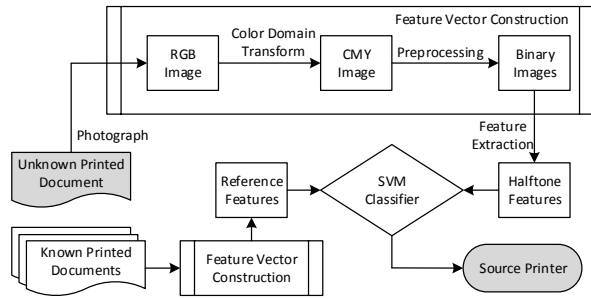 Feature Vector Construction
Color Domain
Transform
RGB
Image
CMY
Image
Preprocessing
Binary
Images
Photograph
Feature
Extraction
Unknown Printed
Document
Reference
Features
SVM
Classifier
Halftone
Features
Known Printed
Documents
Feature Vector
Construction
Source Printer